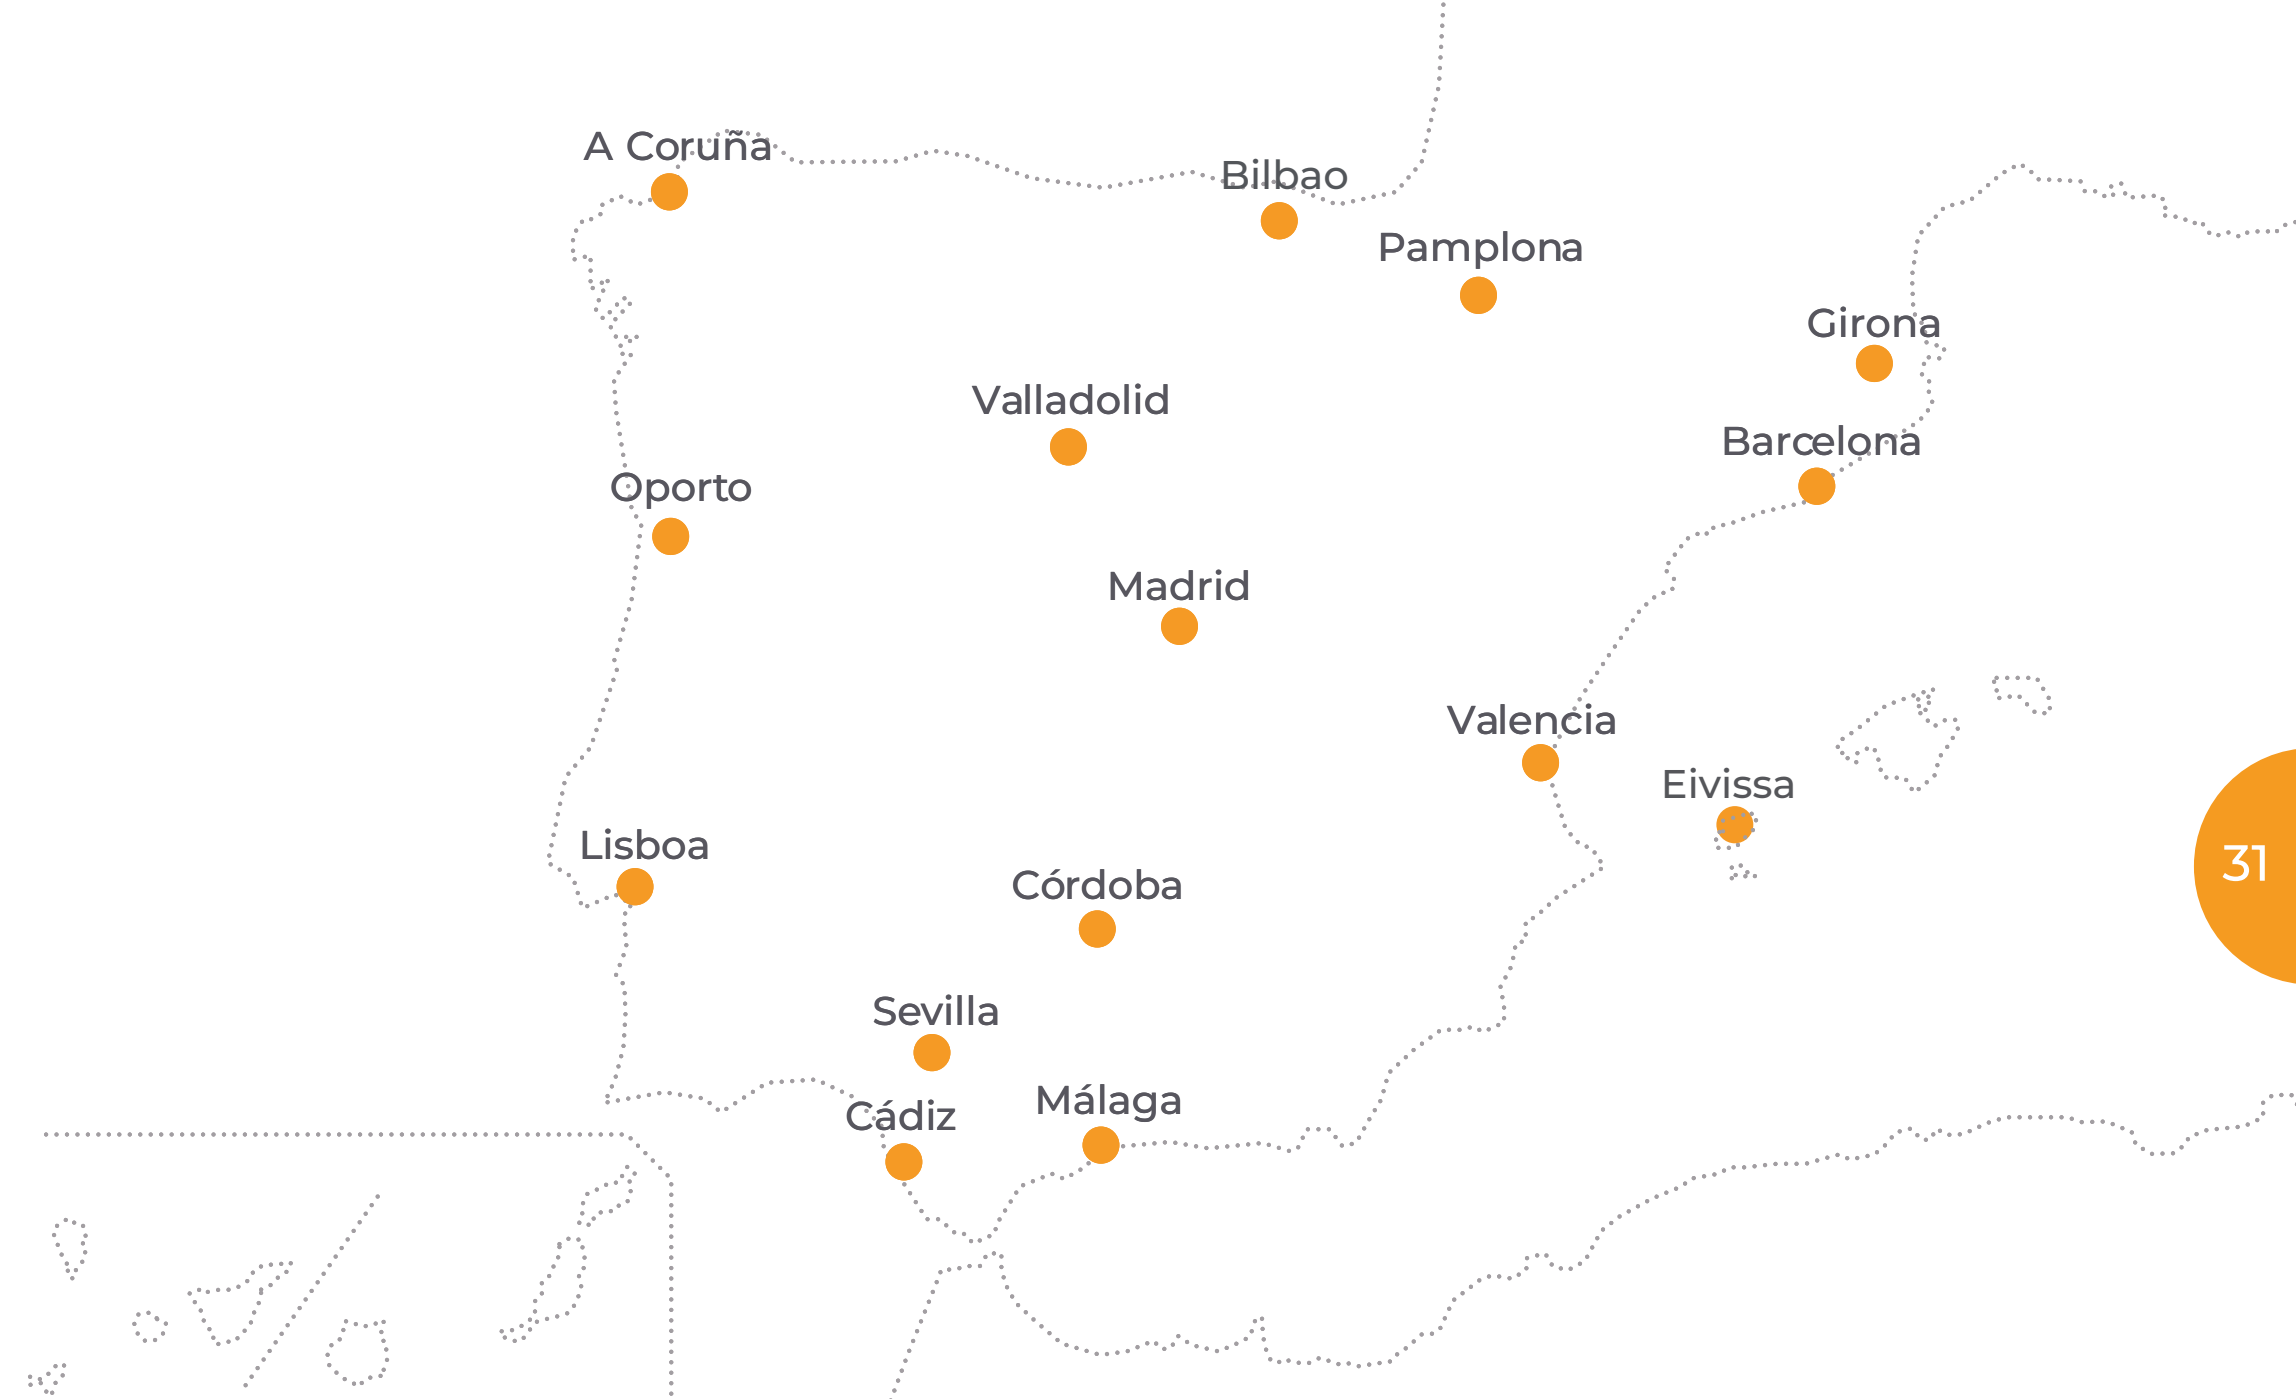 A Coruña
Bilbao
Pamplona
Girona
Valladolid
Barcelona
Oporto
Madrid
Valencia
Eivissa
Lisboa
31
Córdoba
Sevilla
Málaga
Cádiz